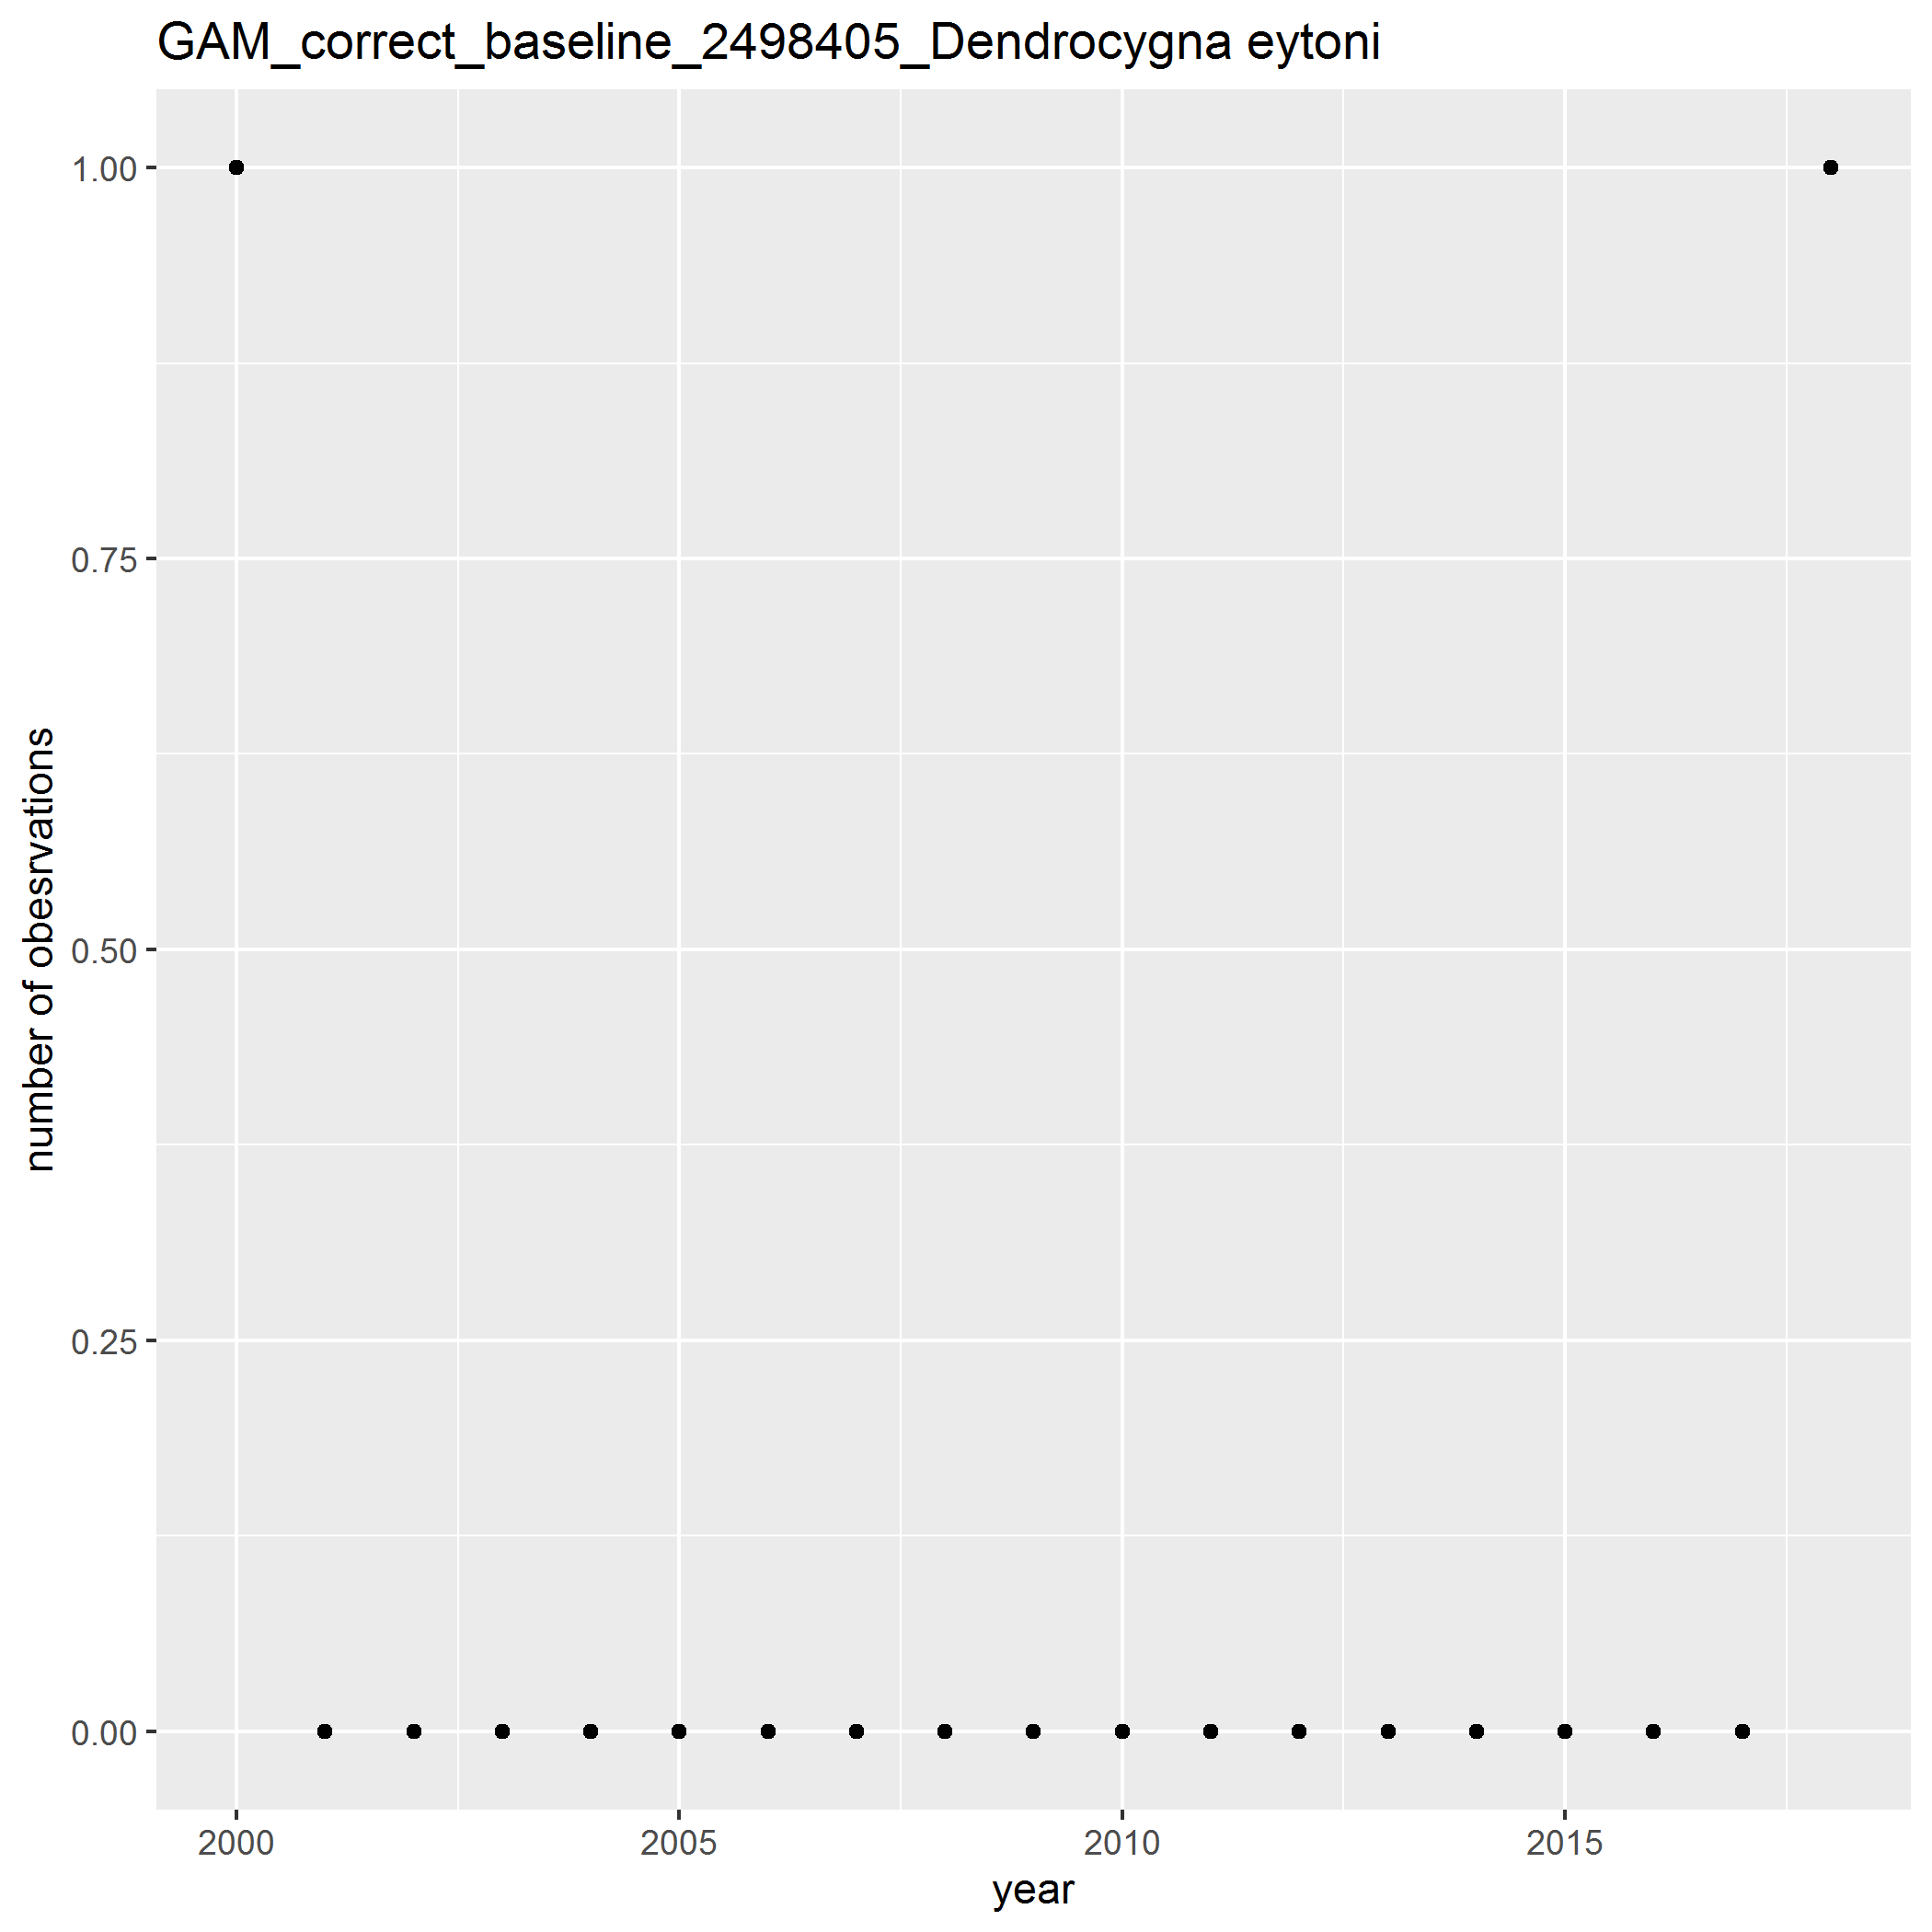 GAM_correct_baseline_2498405_Dendrocygna eytoni
1.00
0.75
0.50
0.25
0.00
number of obesrvations
2000 2005 2010 2015
year